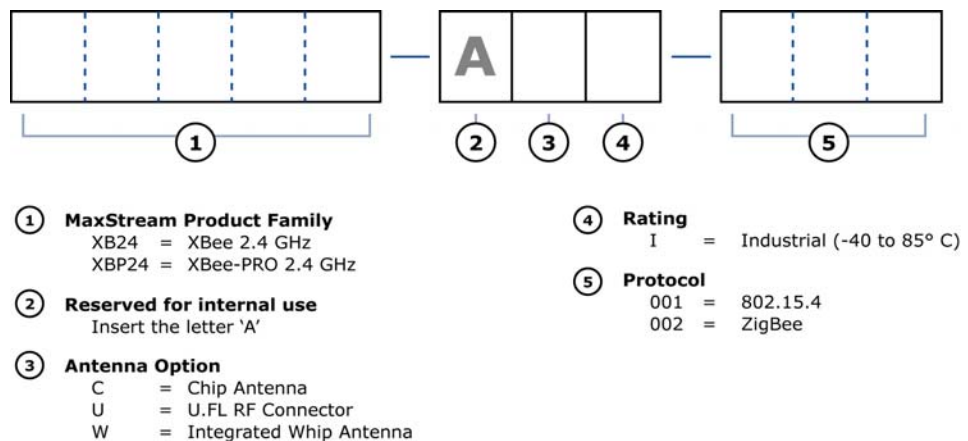 A
1
2
3
4
5
1 MaxStream Product Family
XB24 = XBee 2.4 GHz
XBP24 = XBee-PRO 2.4 GHz
2 Reserved for internal use
Insert the letter ‘A’
3 Antenna Option
C = Chip Antenna
U = U.FL RF Connector
W = Integrated Whip Antenna
4 Rating
I = Industrial (-40 to 85° C)
5 Protocol
001 = 802.15.4
002 = ZigBee